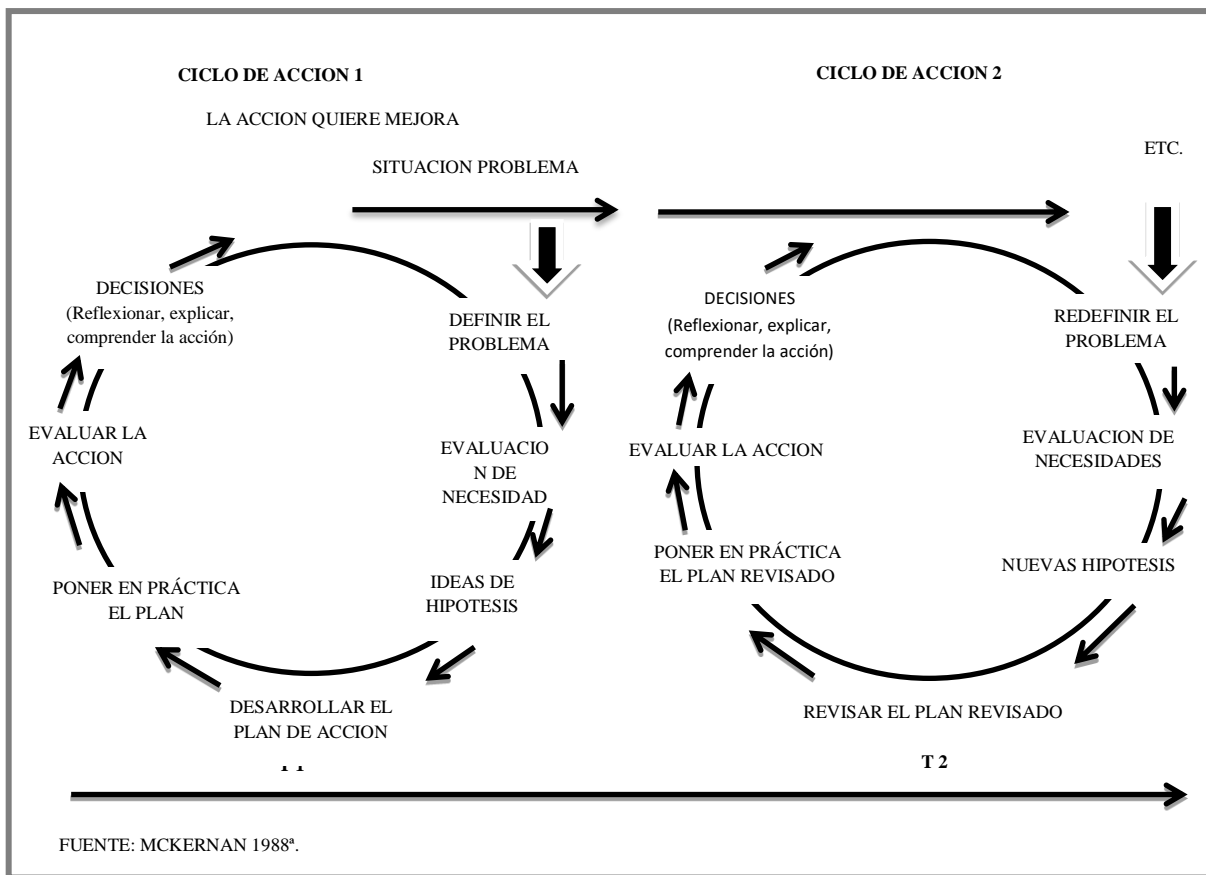 CICLO DE ACCION 1
LA ACCION QUIERE MEJORA
SITUACION PROBLEMA
DEFINIR EL
PROBLEMA
EVALUACIO
N DE
NECESIDAD
IDEAS DE
HIPOTESIS
DESARROLLAR EL
PLAN DE ACCION
PONER EN PRÁCTICA
EL PLAN
EVALUAR LA
ACCION
DECISIONES
(Reflexionar, explicar,
comprender la acción)
CICLO DE ACCION 2
ETC.
REDEFINIR EL
PROBLEMA
EVALUACION DE
NECESIDADES
NUEVAS HIPOTESIS
REVISAR EL PLAN REVISADO
PONER EN PRÁCTICA
EL PLAN REVISADO
EVALUAR LA ACCION
DECISIONES
(Reflexionar, explicar,
comprender la acción)
T 2
FUENTE: MCKERNAN 1988ª.